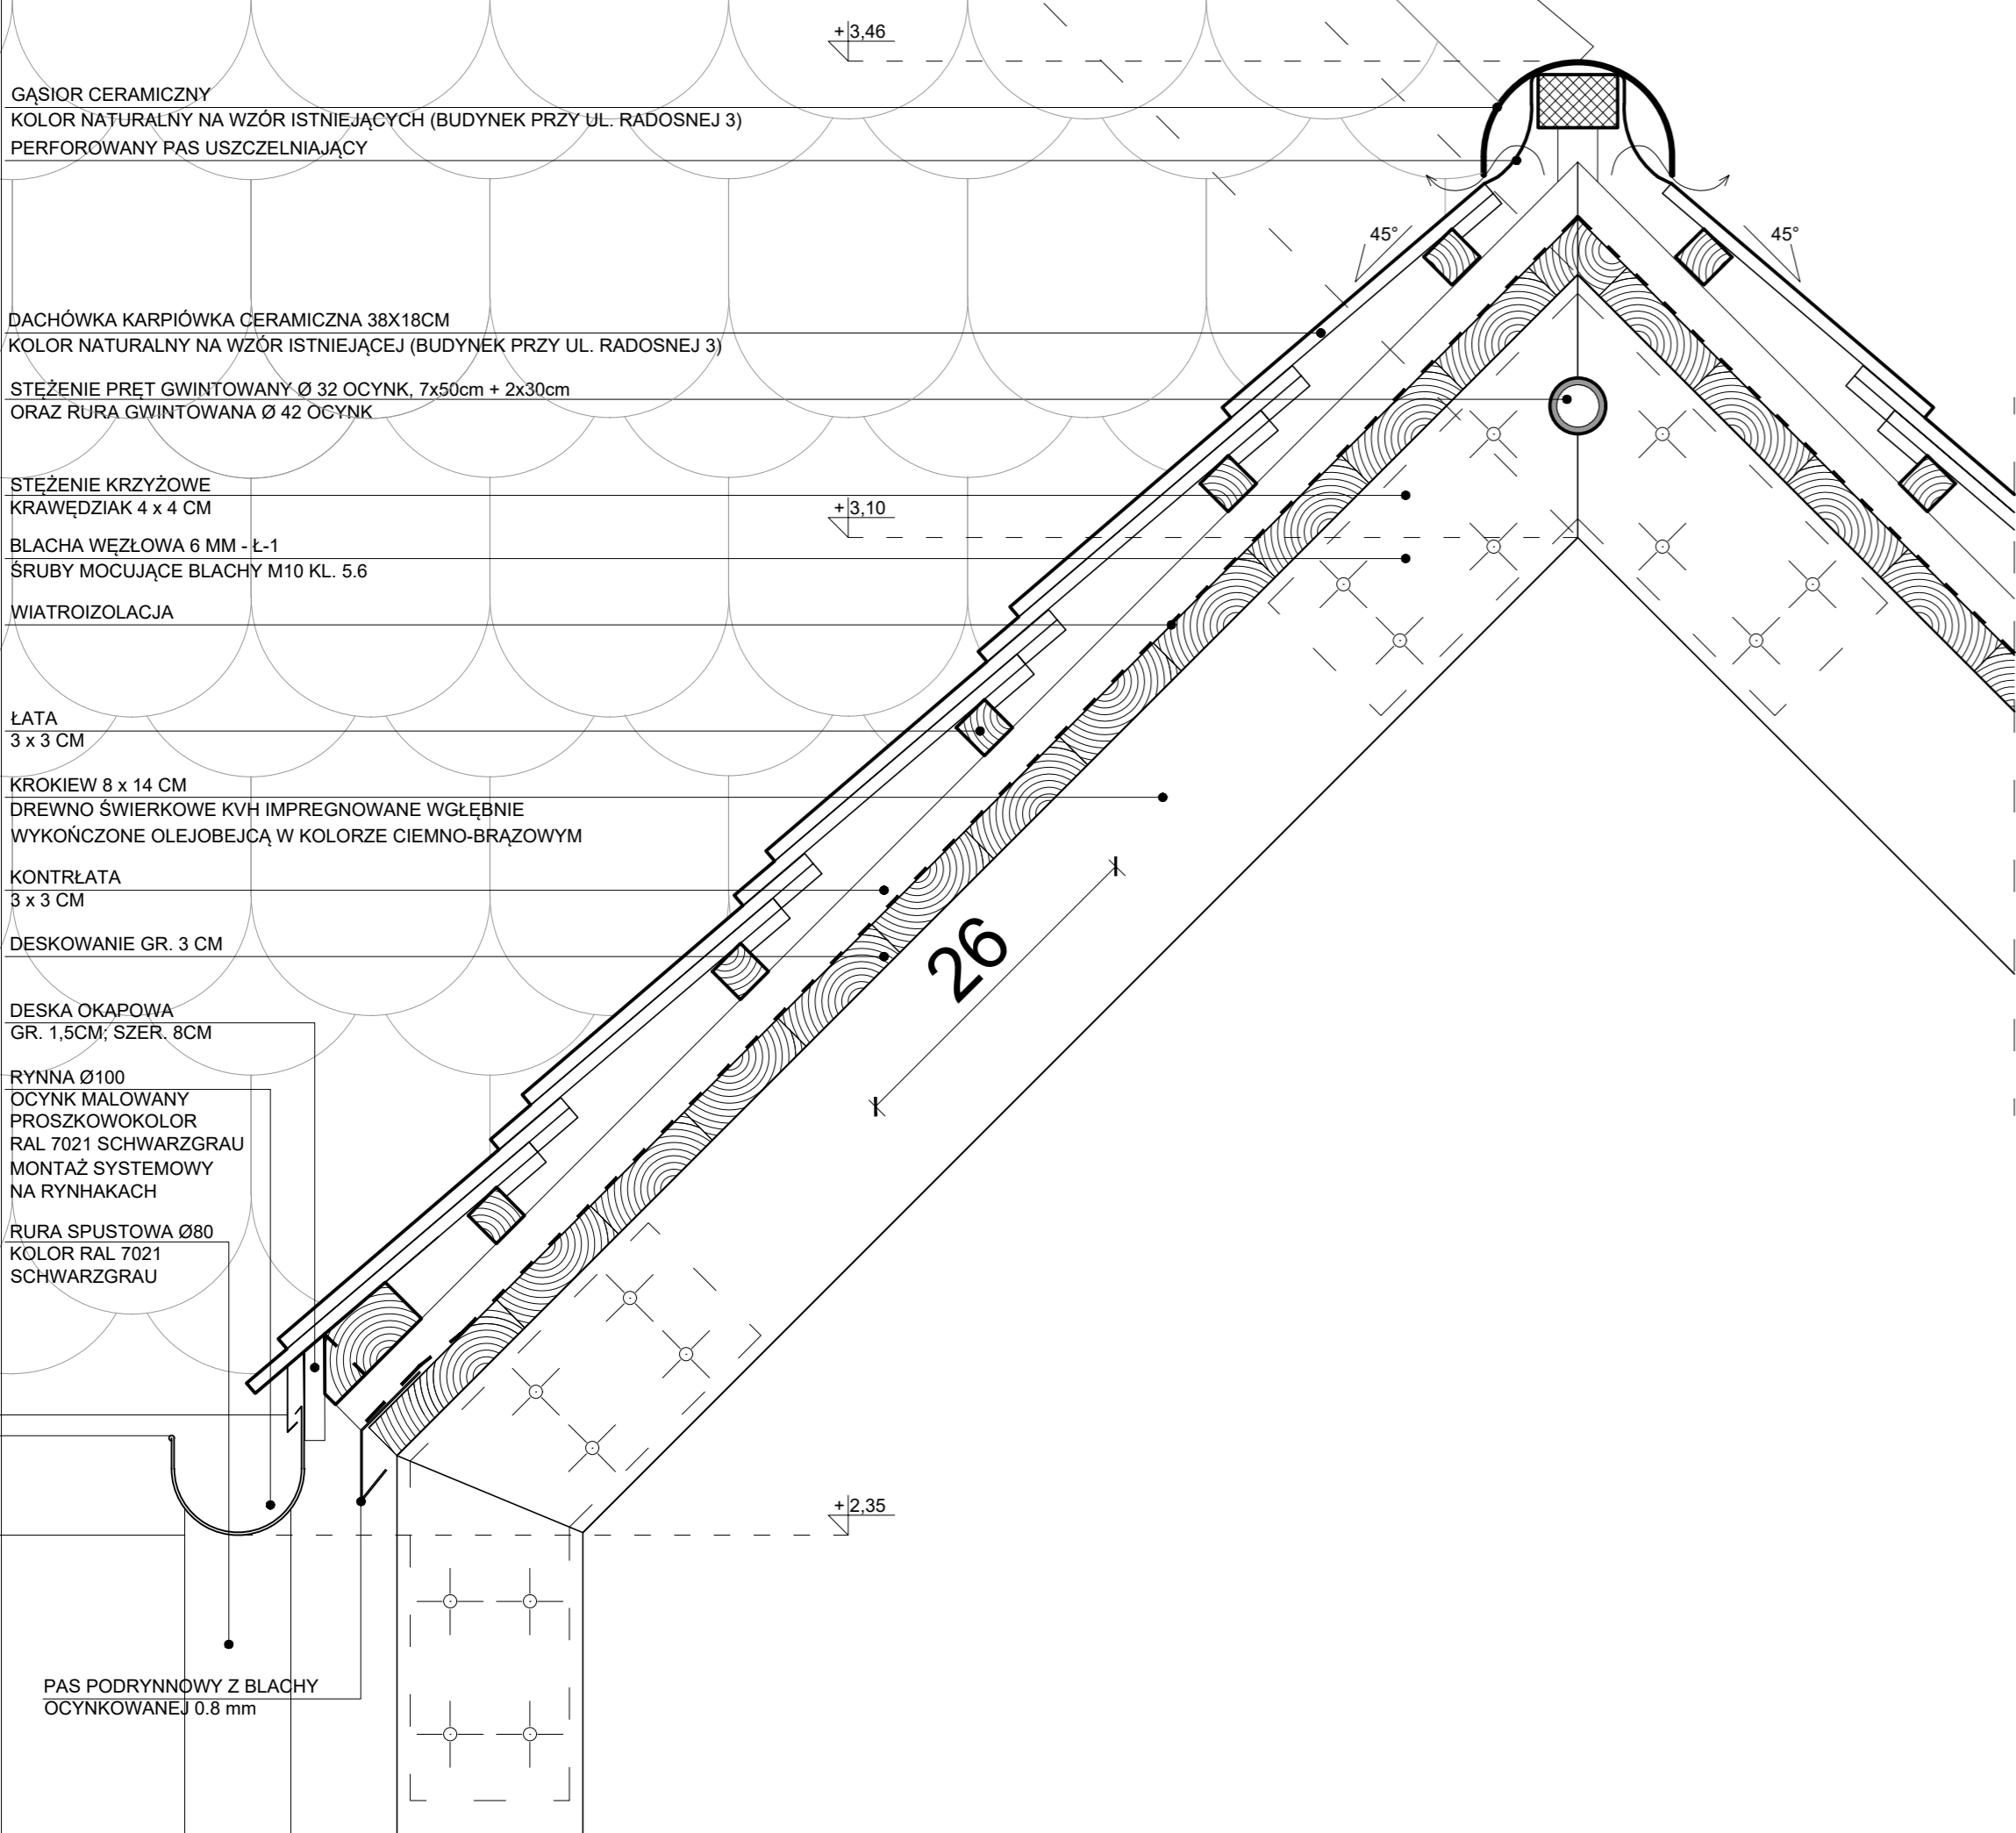 +3,46
GĄSIOR CERAMICZNY
KOLOR NATURALNY NA WZÓR ISTNIEJĄCYCH (BUDYNEK PRZY UL. RADOSNEJ 3)
PERFOROWANY PAS USZCZELNIAJĄCY
45°
45°
DACHÓWKA KARPIÓWKA CERAMICZNA 38X18CM
KOLOR NATURALNY NA WZÓR ISTNIEJĄCEJ (BUDYNEK PRZY UL. RADOSNEJ 3)
STĘŻENIE PRĘT GWINTOWANY Ø 32 OCYNK, 7x50cm + 2x30cm
ORAZ RURA GWINTOWANA Ø 42 OCYNK
STĘŻENIE KRZYŻOWE
KRAWĘDZIAK 4 x 4 CM
+3,10
BLACHA WĘZŁOWA 6 MM - Ł-1
ŚRUBY MOCUJĄCE BLACHY M10 KL. 5.6
WIATROIZOLACJA
ŁATA
3 x 3 CM
KROKIEW 8 x 14 CM
DREWNO ŚWIERKOWE KVH IMPREGNOWANE WGŁĘBNIE
WYKOŃCZONE OLEJOBEJCĄ W KOLORZE CIEMNO-BRĄZOWYM
KONTRŁATA
3 x 3 CM
26
DESKOWANIE GR. 3 CM
DESKA OKAPOWA
GR. 1,5CM; SZER. 8CM
RYNNA Ø100
OCYNK MALOWANY
PROSZKOWOKOLOR
RAL 7021 SCHWARZGRAU
MONTAŻ SYSTEMOWY
NA RYNHAKACH
RURA SPUSTOWA Ø80
KOLOR RAL 7021
SCHWARZGRAU
+2,35
PAS PODRYNNOWY Z BLACHY
OCYNKOWANEJ 0.8 mm